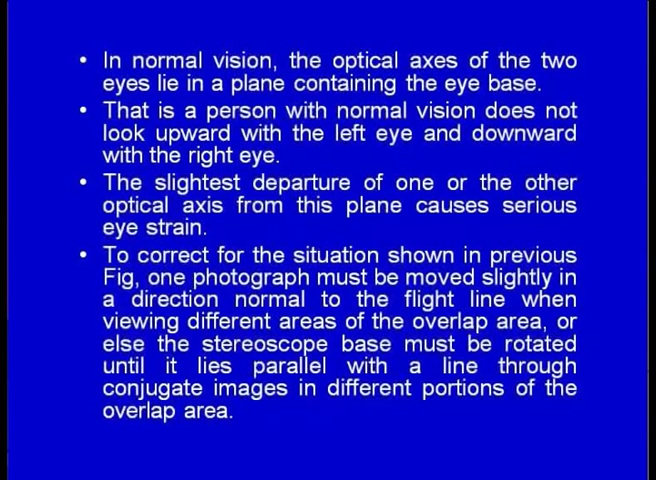 • In normal vision, the optical axes of the two
eyes lie in a plane containing the eye base.
• That is a person with normal vision does not
look upward with the left eye and downward
with the right eye.
• The slightest departure of one or the other
optical axis from this plane causes serious
eye strain.
• To correct for the situation shown in previous
Fig, one photograph must be moved slightly in
a direction normal to the flight line when
viewing different areas of the overlap area, or
else the stereoscope base must be rotated
until it lies parallel with a line through
conjugate images in different portions of the
overlap area.